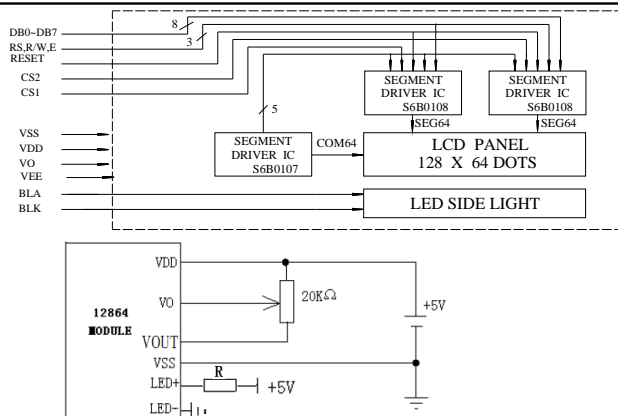 DB0~DB7
8
RS,R/W,E
3
RESET
CS2
CS1
SEGMENT
DRIVER IC
S6B0108
SEGMENT
DRIVER IC
S6B0108
5
SEG64
SEG64
VSS
VDD
VO
VEE
SEGMENT
DRIVER IC
S6B0107
COM64
LCD PANEL
128 X 64 DOTS
BLA
BLK
LED SIDE LIGHT
VDD
VO
20KΩ
+5V
12864
MODULE
VOUT
VSS
R
LED+
+5V
LED-